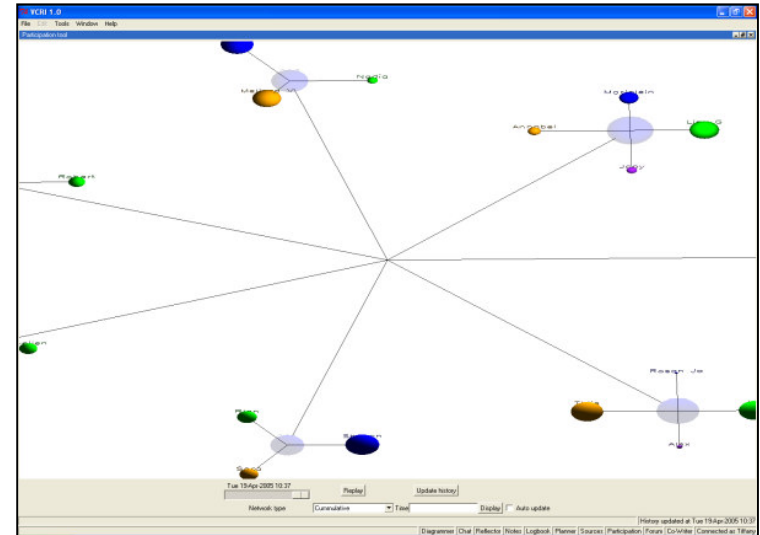 VCRI 1.0
File Edit Tools Window Help
Participation tool
Nadia
Marjolein
Annabel
Joey
Robert
Alex
Tue 19-Apr-2005 10:37
Replay
Update history
Network type
Cummulative
Time
Display
Auto update
History updated at Tue 19-Apr-2005 10:37
Diagrammer Chat Reflector Notes Logbook Planner Sources Participation Forum Co-Writer Connected as Tiffany